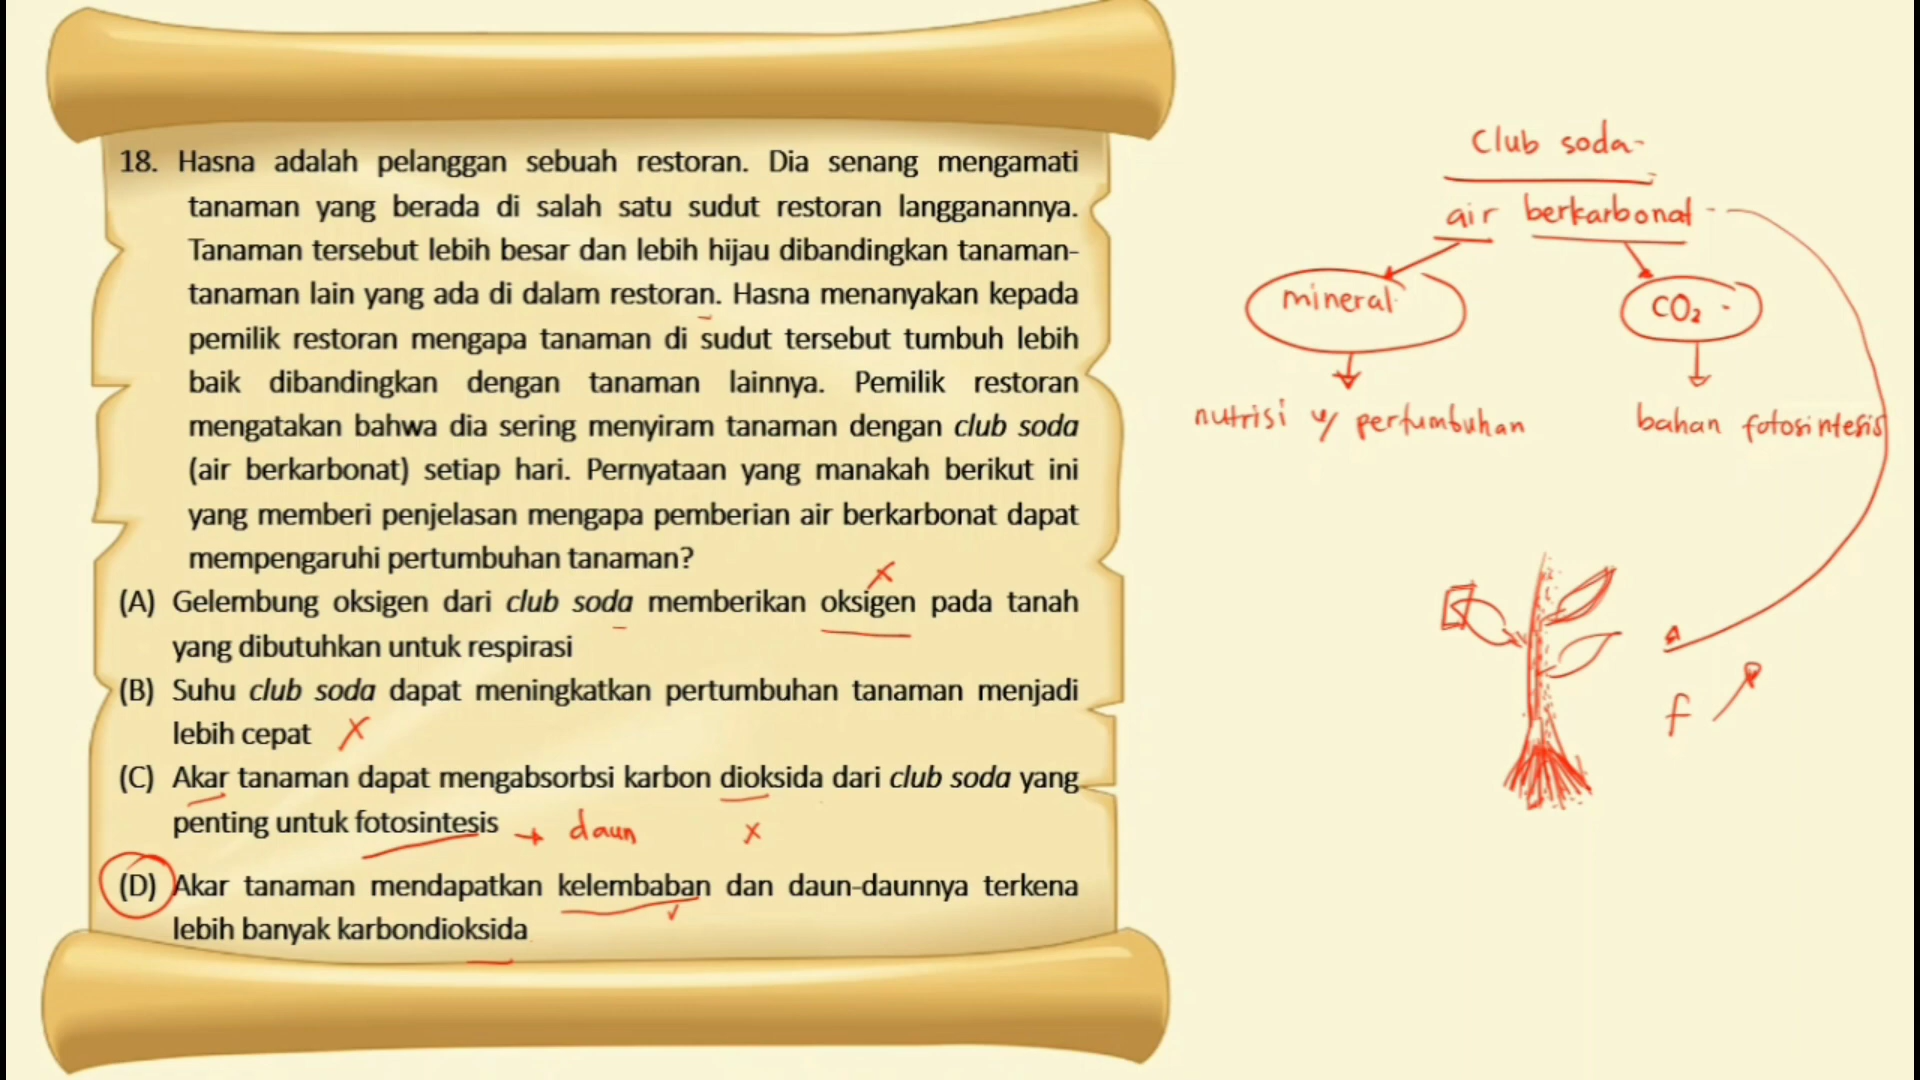 18. Hasna adalah pelanggan sebuah restoran. Dia senang mengamati
tanaman yang berada di salah satu sudut restoran langganannya.
Tanaman tersebut lebih besar dan lebih hijau dibandingkan tanaman-
tanaman lain yang ada di dalam restoran. Hasna menanyakan kepada
pemilik restoran mengapa tanaman di sudut tersebut tumbuh lebih
baik dibandingkan dengan tanaman lainnya. Pemilik restoran
mengatakan bahwa dia sering menyiram tanaman dengan club soda
(air berkarbonat) setiap hari. Pernyataan yang manakah berikut ini
yang memberi penjelasan mengapa pemberian air berkarbonat dapat
mempengaruhi pertumbuhan tanaman?
(A) Gelembung oksigen dari club soda memberikan oksigen pada tanah
yang dibutuhkan untuk respirasi
(B) Suhu club soda dapat meningkatkan pertumbuhan tanaman menjadi
lebih cepat
(C) Akar tanaman dapat mengabsorbsi karbon dioksida dari club soda yang
penting untuk fotosintesis → daun
(D) Akar tanaman mendapatkan kelembaban dan daun-daunnya terkena
lebih banyak karbondioksida
Club soda
air berkarbonat
mineral
CO₂
nutrisi u/ pertumbuhan
bahan fotosintesis
f